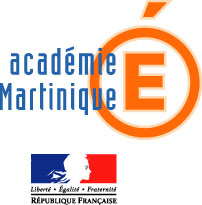 académie
Martinique
É
Liberté • Égalité • Fraternité
RÉPUBLIQUE FRANÇAISE